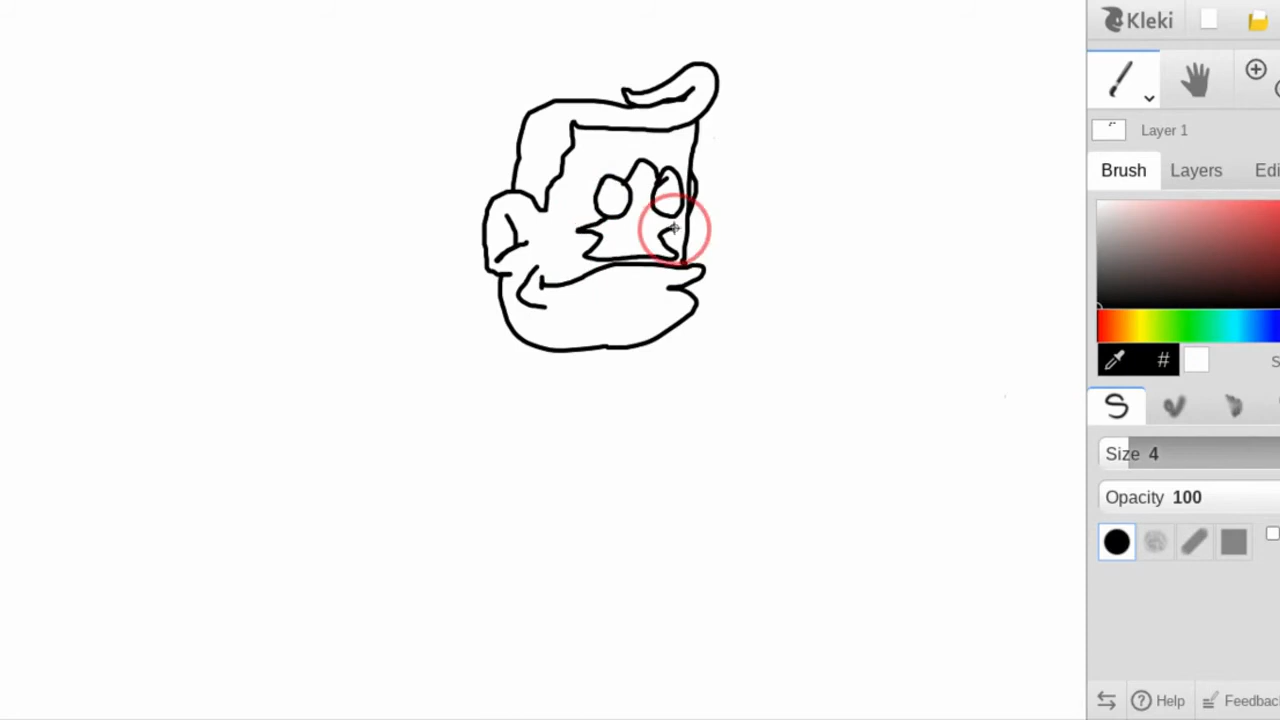 Kleki
Layer 1
Brush Layers Edi
# S
Size 4
Opacity 100
Help Feedbac